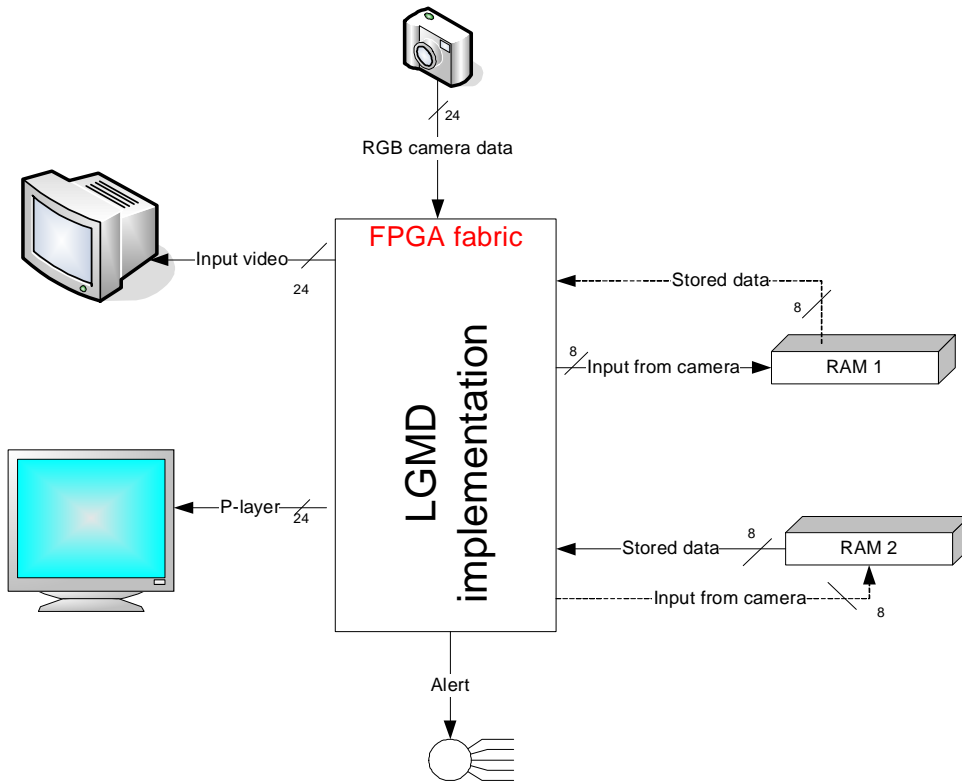 24
RGB camera data
FPGA fabric
Input video
24
Stored data
8
8
Input from camera
RAM 1
LGMD
implementation
P-layer
24
Stored data
8
RAM 2
Input from camera
8
Alert